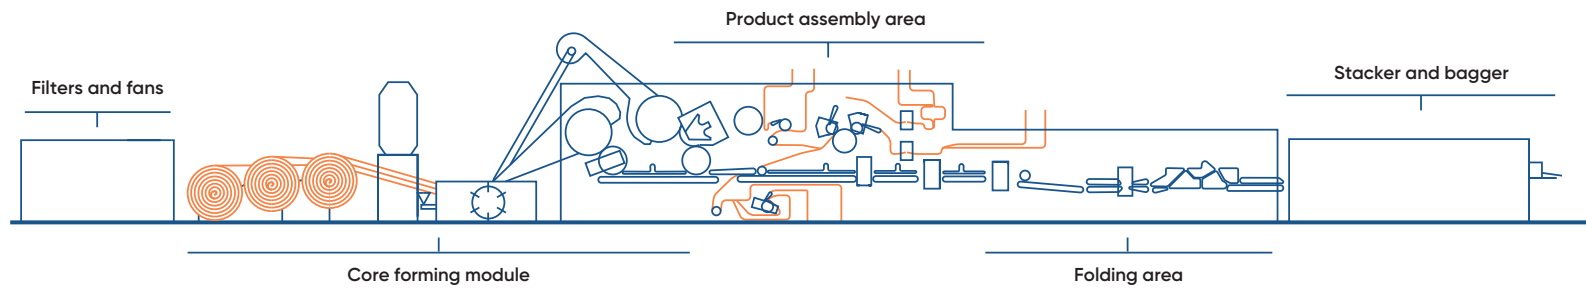 Product assembly area
Filters and fans
Stacker and bagger
Core forming module
Folding area